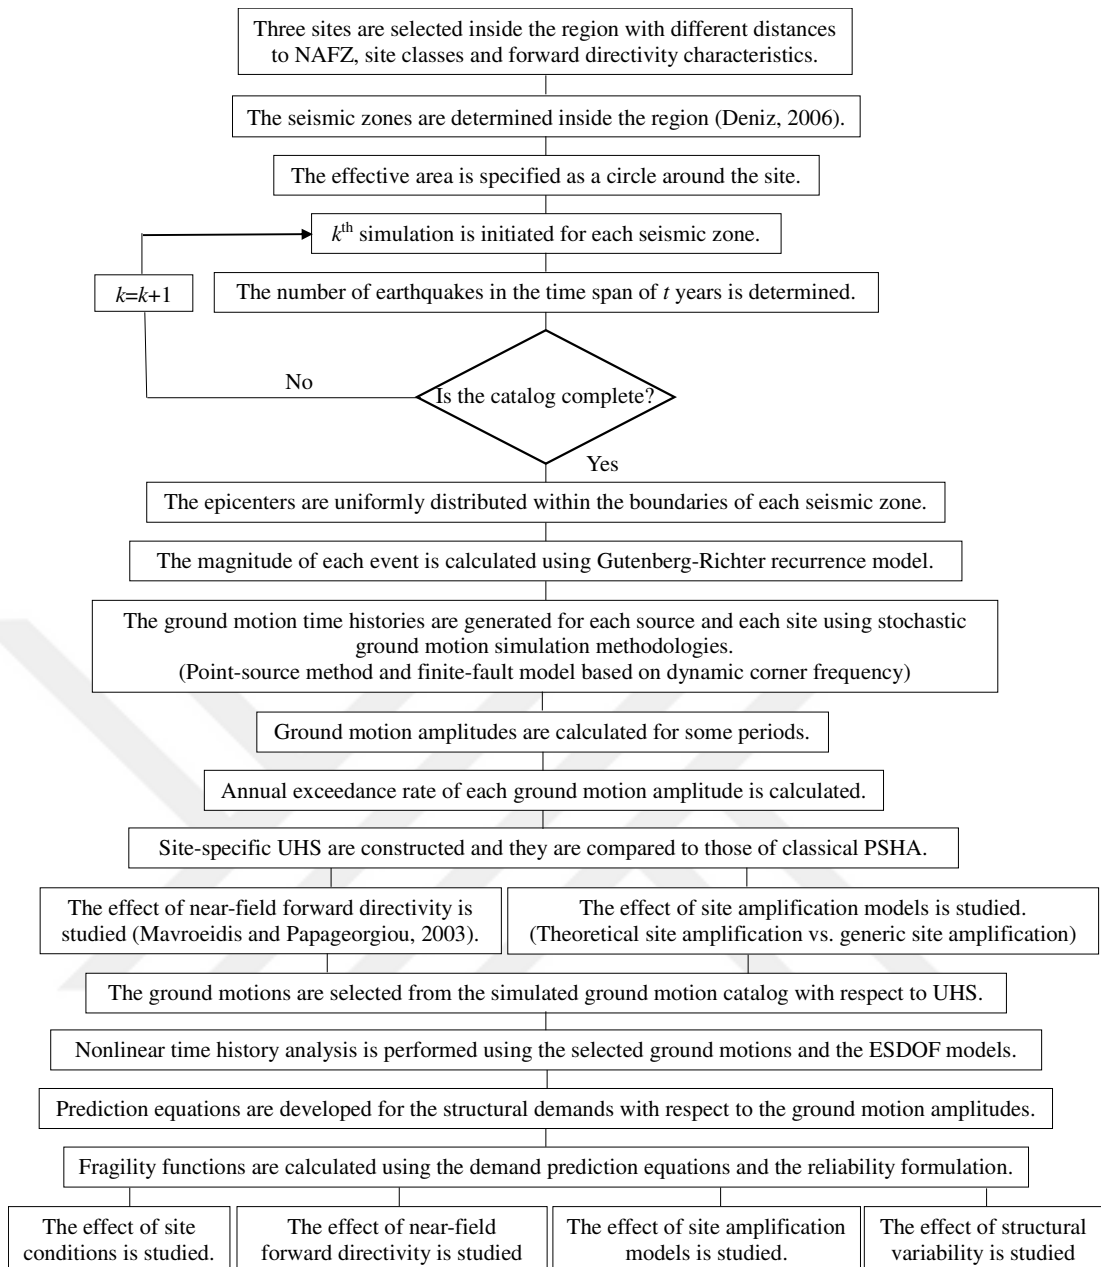 Three sites are selected inside the region with different distances
to NAFZ, site classes and forward directivity characteristics.
The seismic zones are determined inside the region (Deniz, 2006).
The effective area is specified as a circle around the site.
kth simulation is initiated for each seismic zone.
k=k+1
The number of earthquakes in the time span of t years is determined.
No
Is the catalog complete?
Yes
The epicenters are uniformly distributed within the boundaries of each seismic zone.
The magnitude of each event is calculated using Gutenberg-Richter recurrence model.
The ground motion time histories are generated for each source and each site using stochastic
ground motion simulation methodologies.
(Point-source method and finite-fault model based on dynamic corner frequency)
Ground motion amplitudes are calculated for some periods.
Annual exceedance rate of each ground motion amplitude is calculated.
Site-specific UHS are constructed and they are compared to those of classical PSHA.
The effect of near-field forward directivity is
studied (Mavroeidis and Papageorgiou, 2003).
The effect of site amplification models is studied.
(Theoretical site amplification vs. generic site amplification)
The ground motions are selected from the simulated ground motion catalog with respect to UHS.
Nonlinear time history analysis is performed using the selected ground motions and the ESDOF models.
Prediction equations are developed for the structural demands with respect to the ground motion amplitudes.
Fragility functions are calculated using the demand prediction equations and the reliability formulation.
The effect of site
conditions is studied.
The effect of near-field
forward directivity is studied
The effect of site amplification
models is studied.
The effect of structural
variability is studied